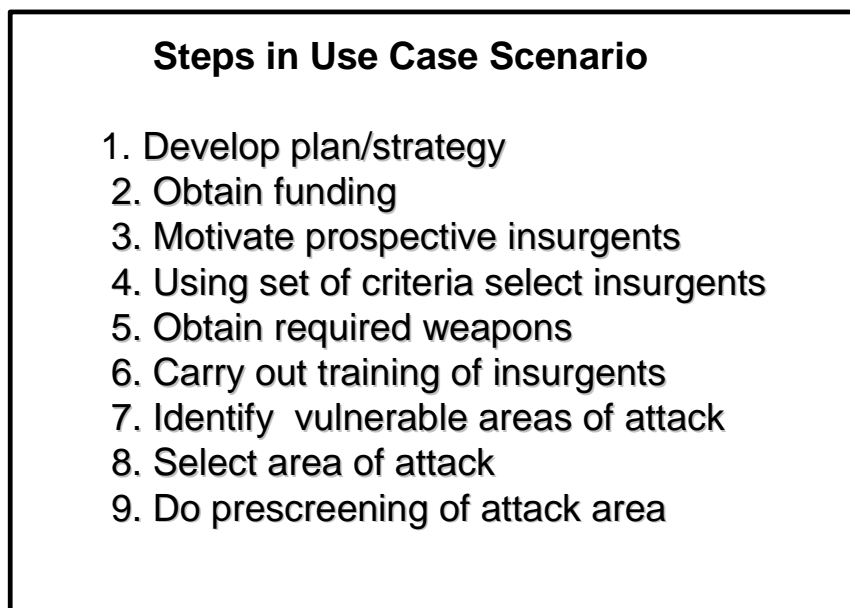 Steps in Use Case Scenario
1. Develop plan/strategy
2. Obtain funding
3. Motivate prospective insurgents
4. Using set of criteria select insurgents
5. Obtain required weapons
6. Carry out training of insurgents
7. Identify vulnerable areas of attack
8. Select area of attack
9. Do prescreening of attack area